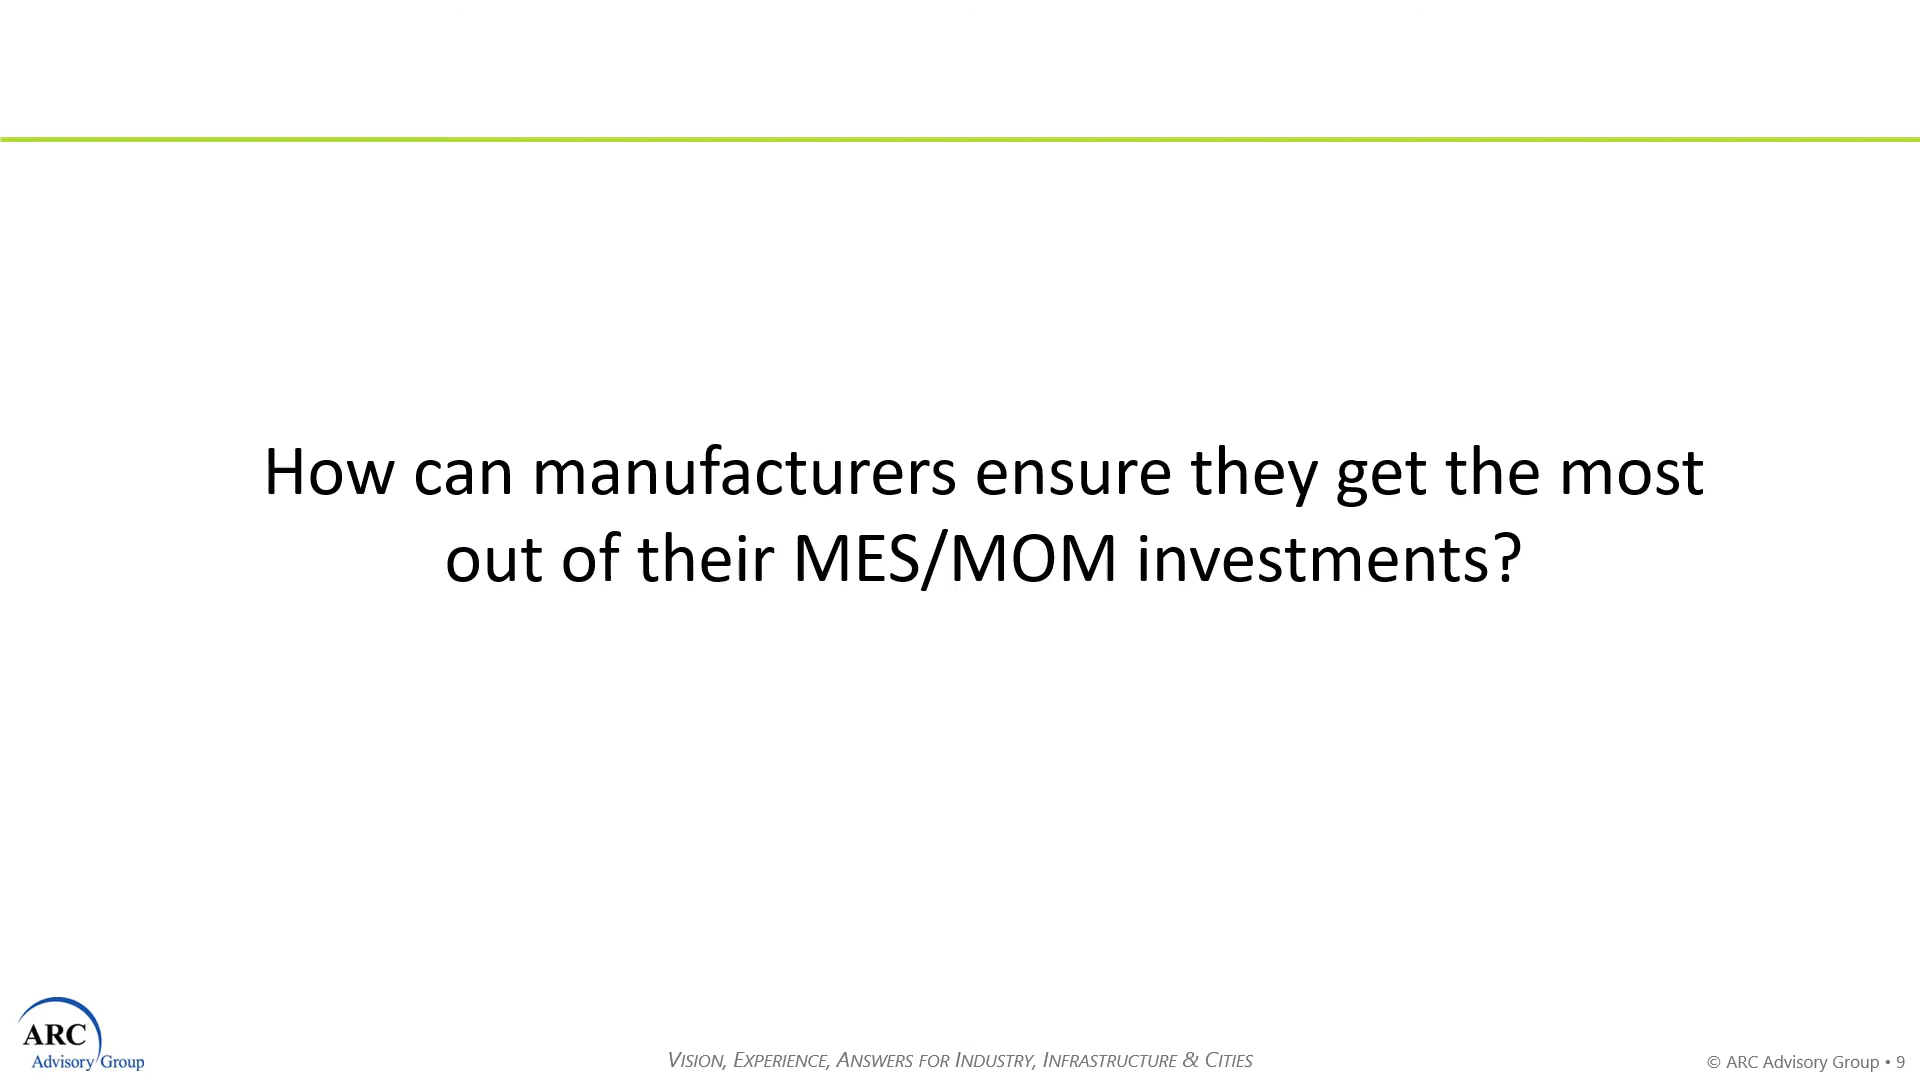 How can manufacturers ensure they get the most
out of their MES/MOM investments?
ARC
Advisory Group
VISION, EXPERIENCE, ANSWERS FOR INDUSTRY, INFRASTRUCTURE & CITIES
© ARC Advisory Group • 9